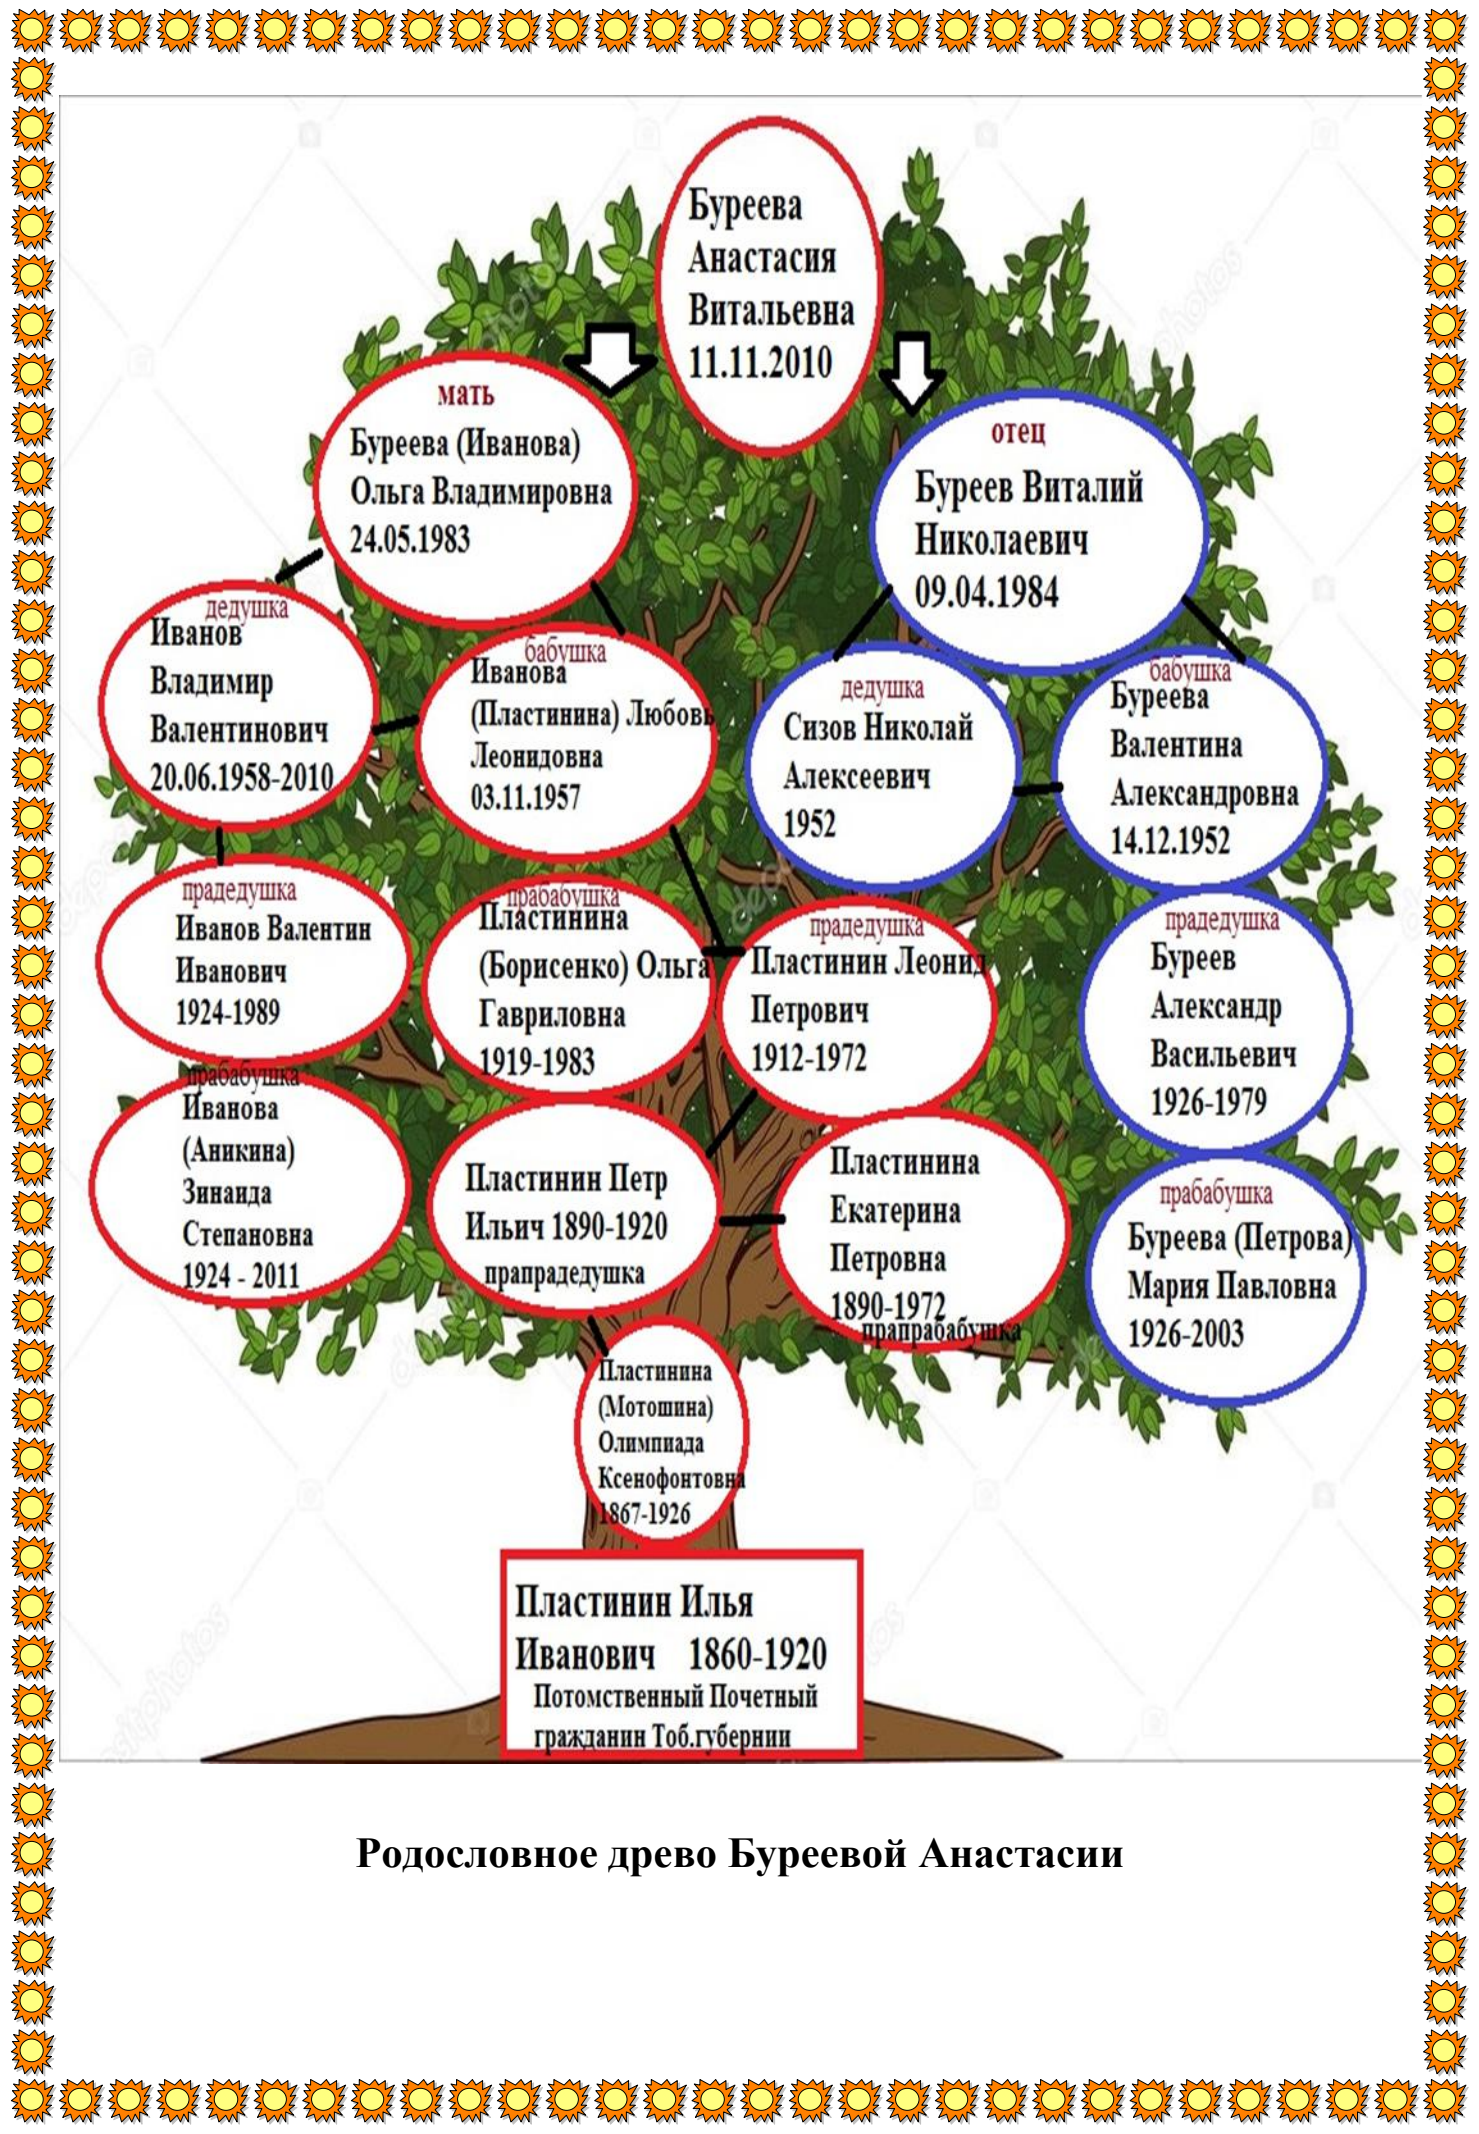 Буреева
Анастасия
Витальевна
11.11.2010
мать
Буреева (Иванова)
Ольга Владимировна
24.05.1983
отец
Буреев Виталий
Николаевич
09.04.1984
дедушка
Иванов
Владимир
Валентинович
20.06.1958-2010
бабушка
Иванова
(Пластинина) Любовь
Леонидовна
03.11.1957
дедушка
Сизов Николай
Алексеевич
1952
бабушка
Буреева
Валентина
Александровна
14.12.1952
прадедушка
Иванов Валентин
Иванович
1924-1989
прабабушка
Пластинина
(Борисенко) Ольга
Гавриловна
1919-1983
прадедушка
Пластинин Леонид
Петрович
1912-1972
прадедушка
Буреев
Александр
Васильевич
1926-1979
прабабушка
Иванова
(Аникина)
Зинаида
Степановна
1924 - 2011
Пластинин Петр
Ильич 1890-1920
прапрадедушка
Пластинина
Екатерина
Петровна
1890-1972
прапрабабушка
прабабушка
Буреева (Петрова)
Мария Павловна
1926-2003
Пластинина
(Мотошина)
Олимпиада
Ксенофонтовна
1867-1926
Пластинин Илья
Иванович 1860-1920
Потомственный Почетный
гражданин Тоб.губернии
Родословное древо Буреевой Анастасии